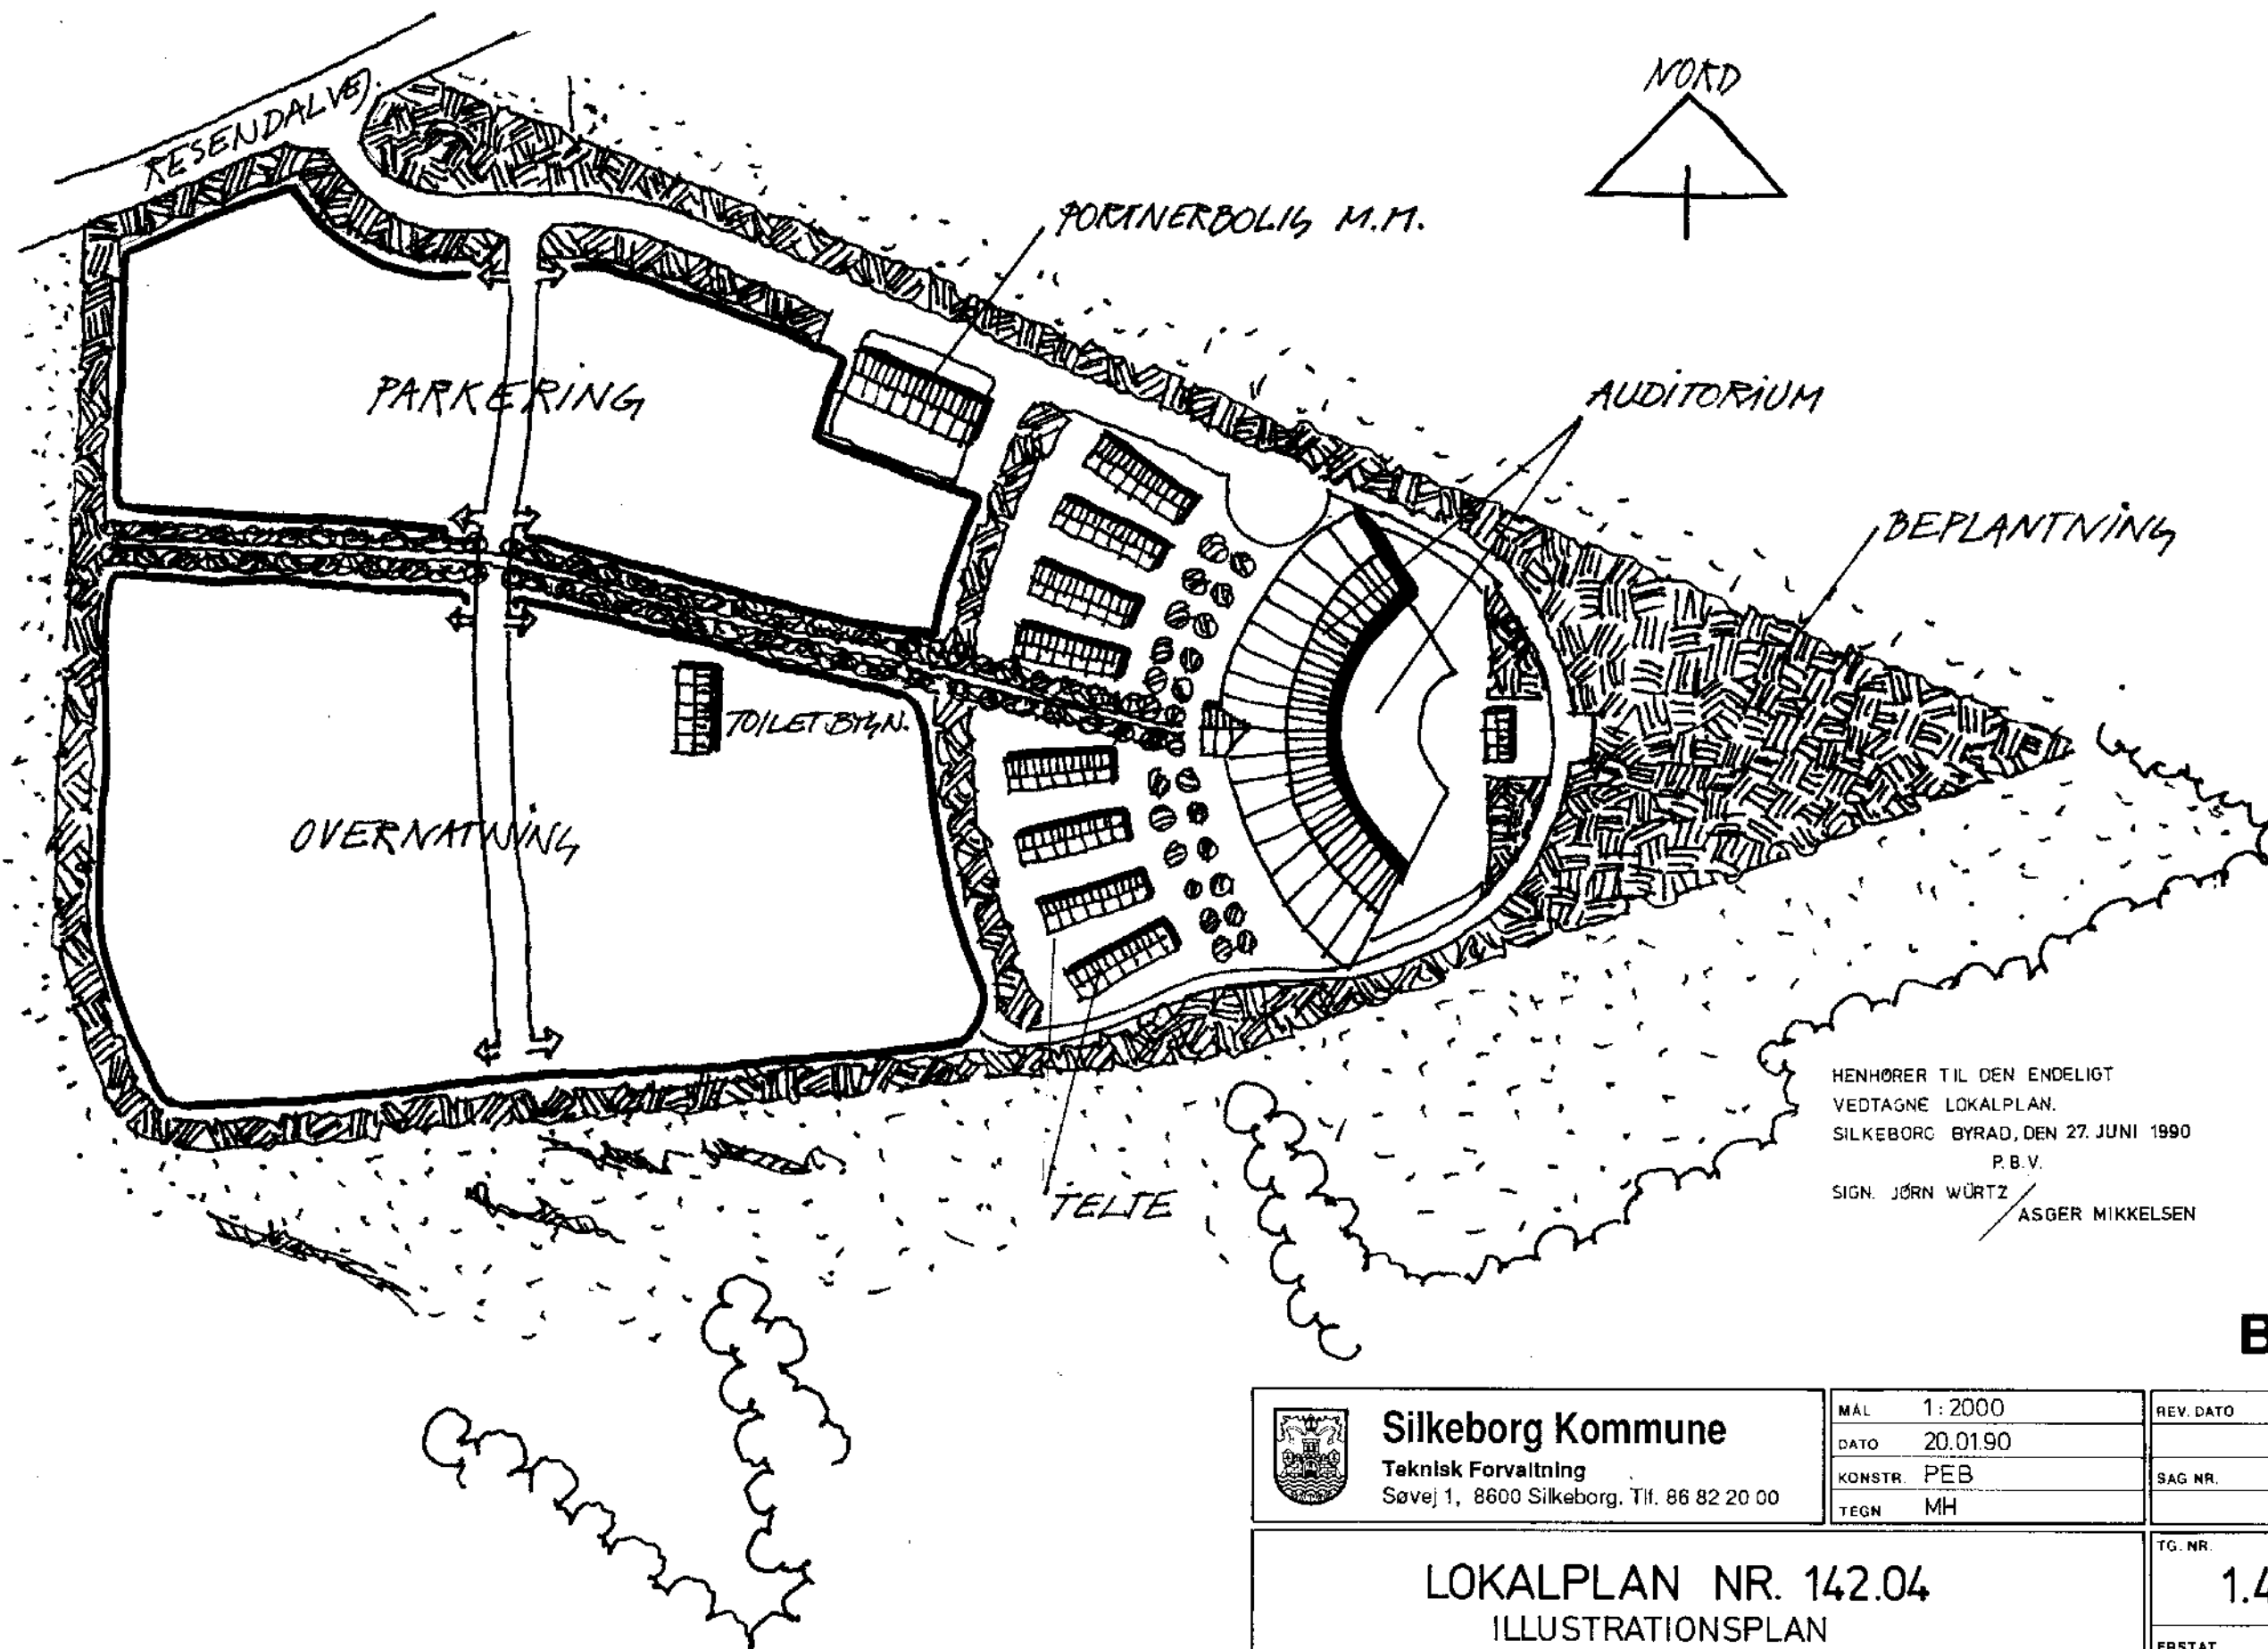 NORD
RESENDALVEJ.
PORTNERBOLIG M.M.
PARKERING
AUDITORIUM
BEPLANTNING
TOILETBYGN.
OVERNATNING
TELTE
HENHØRER TIL DEN ENDELIGT
VEDTAGNE LOKALPLAN.
SILKEBORG BYRAD, DEN 27. JUNI 1990
P.B.V.
SIGN. JØRN WÜRTZ / ASGER MIKKELSEN
B
Silkeborg Kommune
Teknisk Forvaltning
Søvej 1, 8600 Silkeborg. Tlf. 86 82 20 00
MÅL 1:2000
DATO 20.01.90
KONSTR. PEB
TEGN MH
REV. DATO
SAG NR.
LOKALPLAN NR. 142.04
ILLUSTRATIONSPLAN
TG. NR.
1.4
ERSTAT